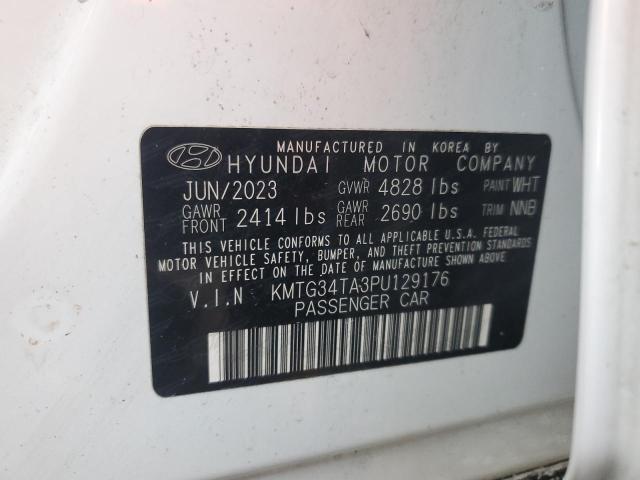 MANUFACTURED IN KOREA BY
HYUNDAI MOTOR COMPANY
JUN/2023 GVWR 4828 lbs PAINT WHT
GAWR FRONT 2414 lbs GAWR REAR 2690 lbs TRIM NNB
THIS VEHICLE CONFORMS TO ALL APPLICABLE U.S.A. FEDERAL
MOTOR VEHICLE SAFETY, BUMPER, AND THEFT PREVENTION STANDARDS
IN EFFECT ON THE DATE OF MANUFACTURE SHOWN ABOVE.
V.I.N KMTG34TA3PU129176
PASSENGER CAR